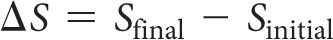 ΔS = S_final − S_initial